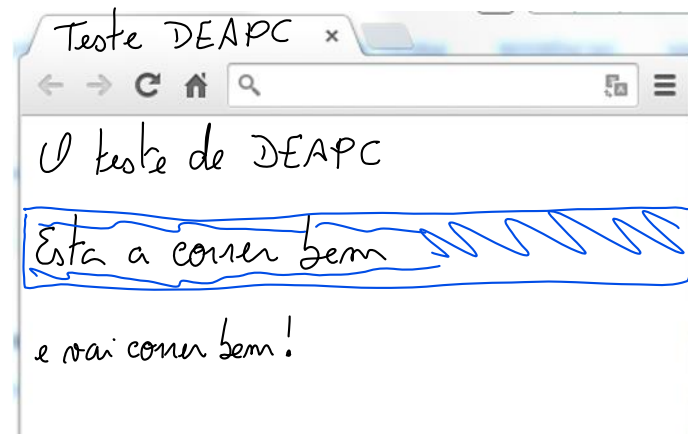 Teste DEAPC
O teste de DEAPC
Esta a correr bem
e vai correr bem!